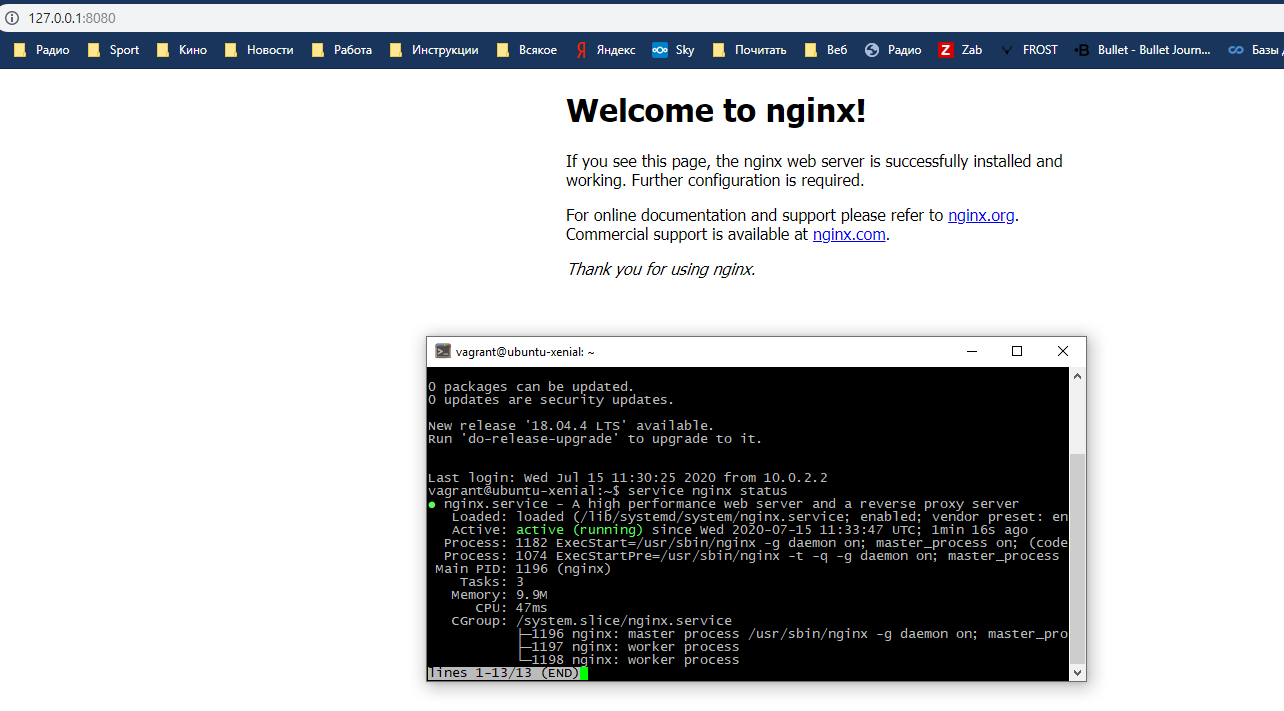 127.0.0.1:8080
Радио Sport Кино Новости Работа Инструкции Всякое Яндекс Sky Почитать Веб Радио Zab FROST Bullet - Bullet Journ... Базы
Welcome to nginx!
If you see this page, the nginx web server is successfully installed and
working. Further configuration is required.
For online documentation and support please refer to nginx.org.
Commercial support is available at nginx.com.
Thank you for using nginx.
vagrant@ubuntu-xenial: ~
0 packages can be updated.
0 updates are security updates.
New release '18.04.4 LTS' available.
Run 'do-release-upgrade' to upgrade to it.
Last login: Wed Jul 15 11:30:25 2020 from 10.0.2.2
vagrant@ubuntu-xenial:~$ service nginx status
● nginx.service - A high performance web server and a reverse proxy server
Loaded: loaded (/lib/systemd/system/nginx.service; enabled; vendor preset: en
Active: active (running) since Wed 2020-07-15 11:33:47 UTC; 1min 16s ago
Process: 1182 ExecStart=/usr/sbin/nginx -g daemon on; master_process on; (code
Process: 1074 ExecStartPre=/usr/sbin/nginx -t -q -g daemon on; master_process
Main PID: 1196 (nginx)
Tasks: 3
Memory: 9.9M
CPU: 47ms
CGroup: /system.slice/nginx.service
├─1196 nginx: master process /usr/sbin/nginx -g daemon on; master_pro
├─1197 nginx: worker process
└─1198 nginx: worker process
lines 1-13/13 (END)